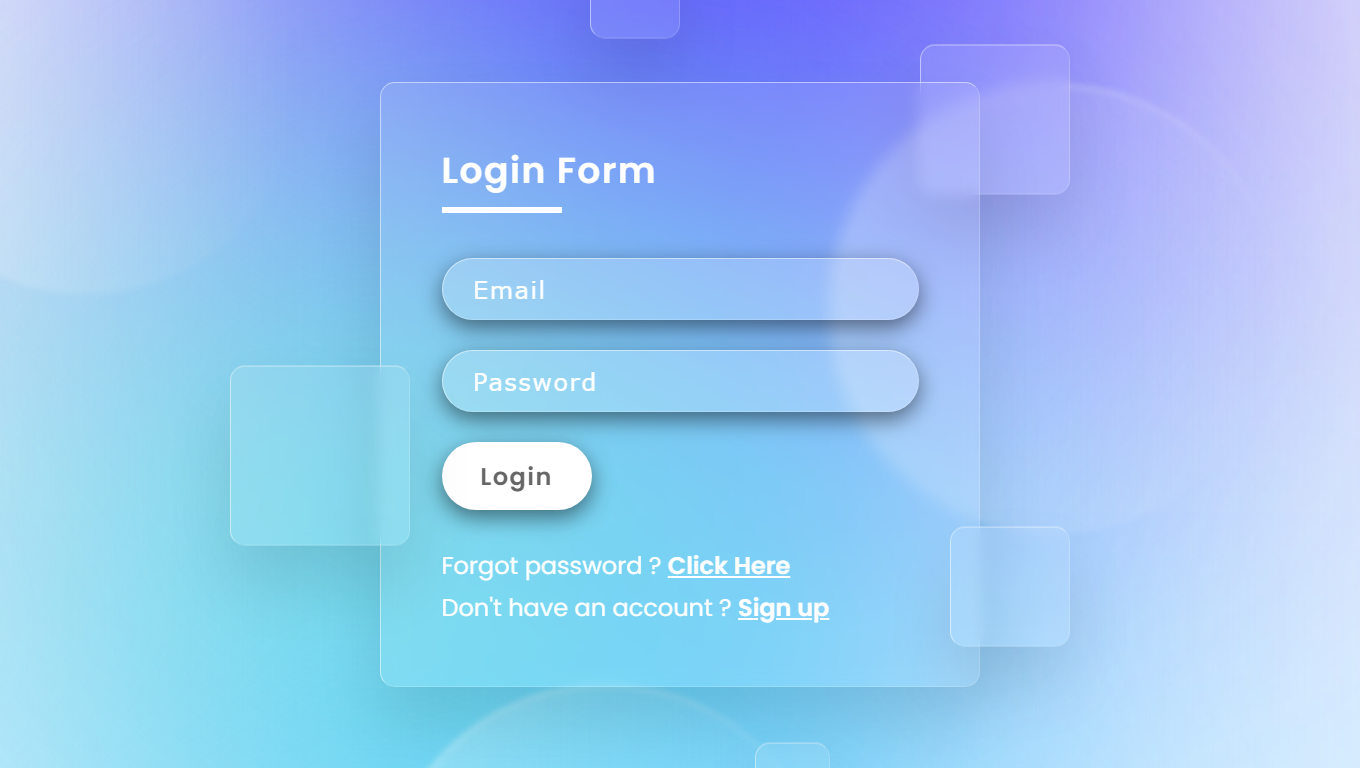 Login Form
Email
Password
Login
Forgot password ? Click Here
Don't have an account ? Sign up